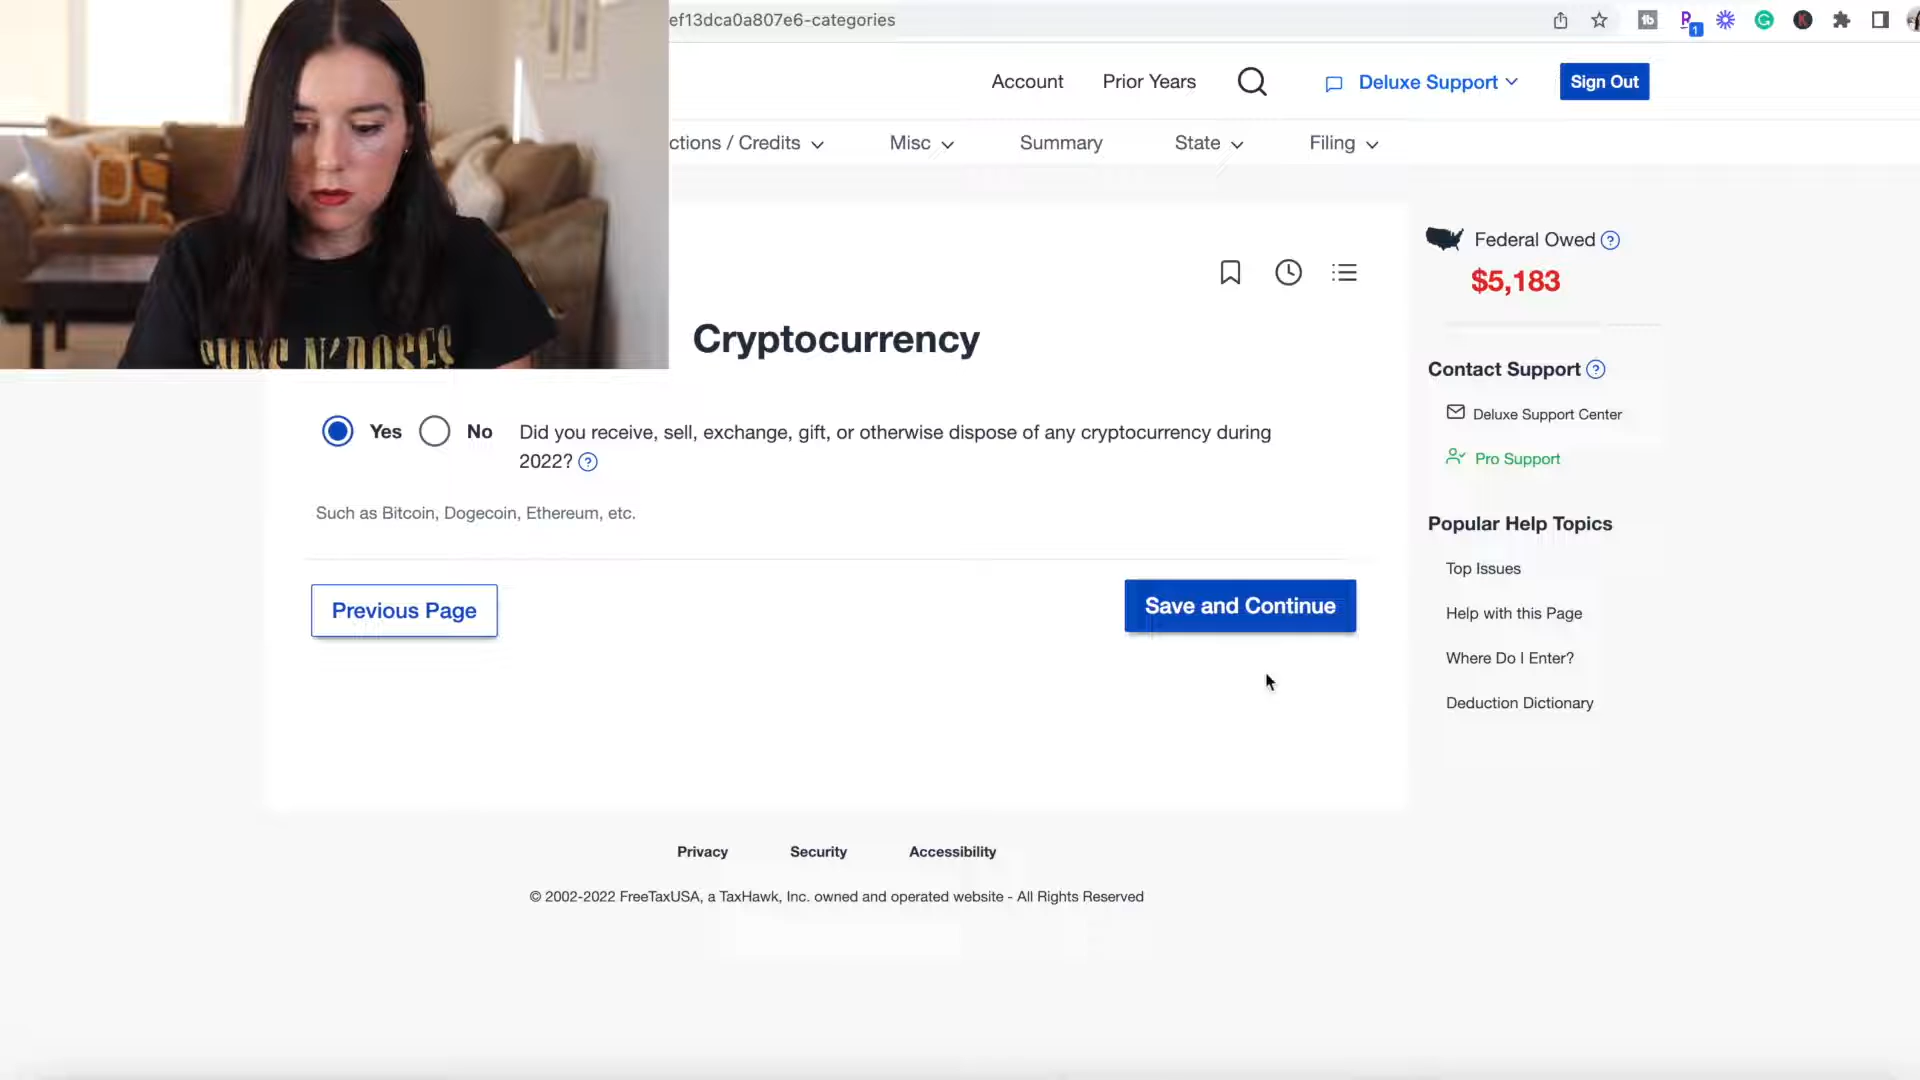 ef13dca0a807e6-categories
Account
Prior Years
Deluxe Support
Sign Out
ctions / Credits
Misc
Summary
State
Filing
GUNS N' ROSES
Federal Owed ?
$5,183
Cryptocurrency
Contact Support ?
Deluxe Support Center
Pro Support
Yes
No
Did you receive, sell, exchange, gift, or otherwise dispose of any cryptocurrency during
2022? ?
Such as Bitcoin, Dogecoin, Ethereum, etc.
Previous Page
Save and Continue
Popular Help Topics
Top Issues
Help with this Page
Where Do I Enter?
Deduction Dictionary
Privacy
Security
Accessibility
© 2002-2022 FreeTaxUSA, a TaxHawk, Inc. owned and operated website - All Rights Reserved